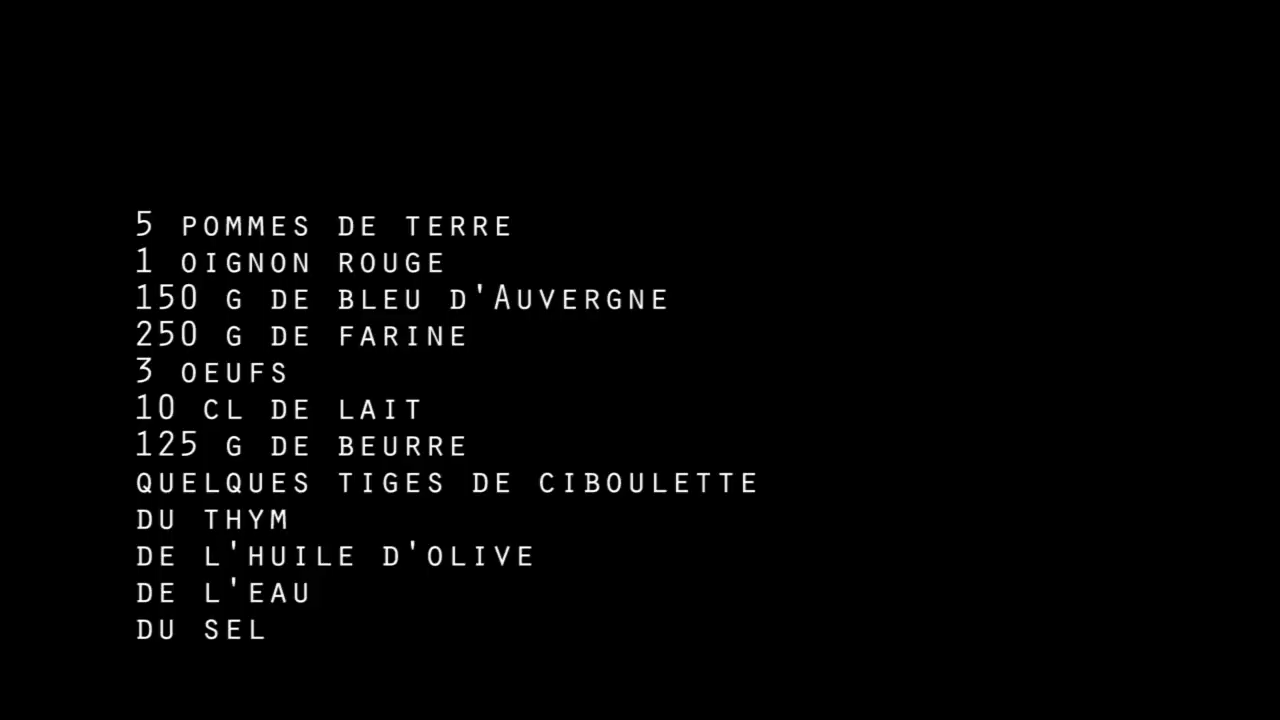 5 POMMES DE TERRE
1 OIGNON ROUGE
150 G DE BLEU D'AUVERGNE
250 G DE FARINE
3 OEUFS
10 CL DE LAIT
125 G DE BEURRE
QUELQUES TIGES DE CIBOULETTE
DU THYM
DE L'HUILE D'OLIVE
DE L'EAU
DU SEL